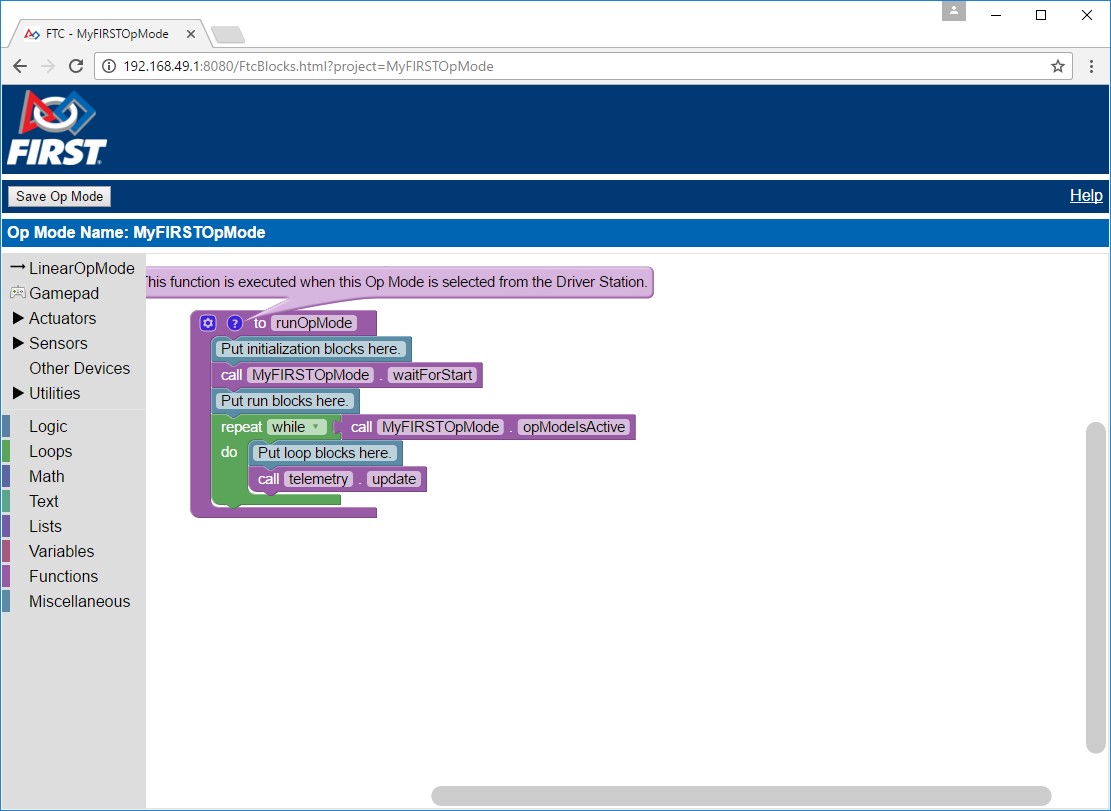 FTC - MyFIRSTOpMode
192.168.49.1:8080/FtcBlocks.html?project=MyFIRSTOpMode
FIRST
Save Op Mode
Help
Op Mode Name: MyFIRSTOpMode
LinearOpMode
Gamepad
Actuators
Sensors
Other Devices
Utilities
Logic
Loops
Math
Text
Lists
Variables
Functions
Miscellaneous
This function is executed when this Op Mode is selected from the Driver Station.
? to runOpMode
Put initialization blocks here.
call MyFIRSTOpMode . waitForStart
Put run blocks here.
repeat while call MyFIRSTOpMode . opModeIsActive
do Put loop blocks here.
call telemetry . update